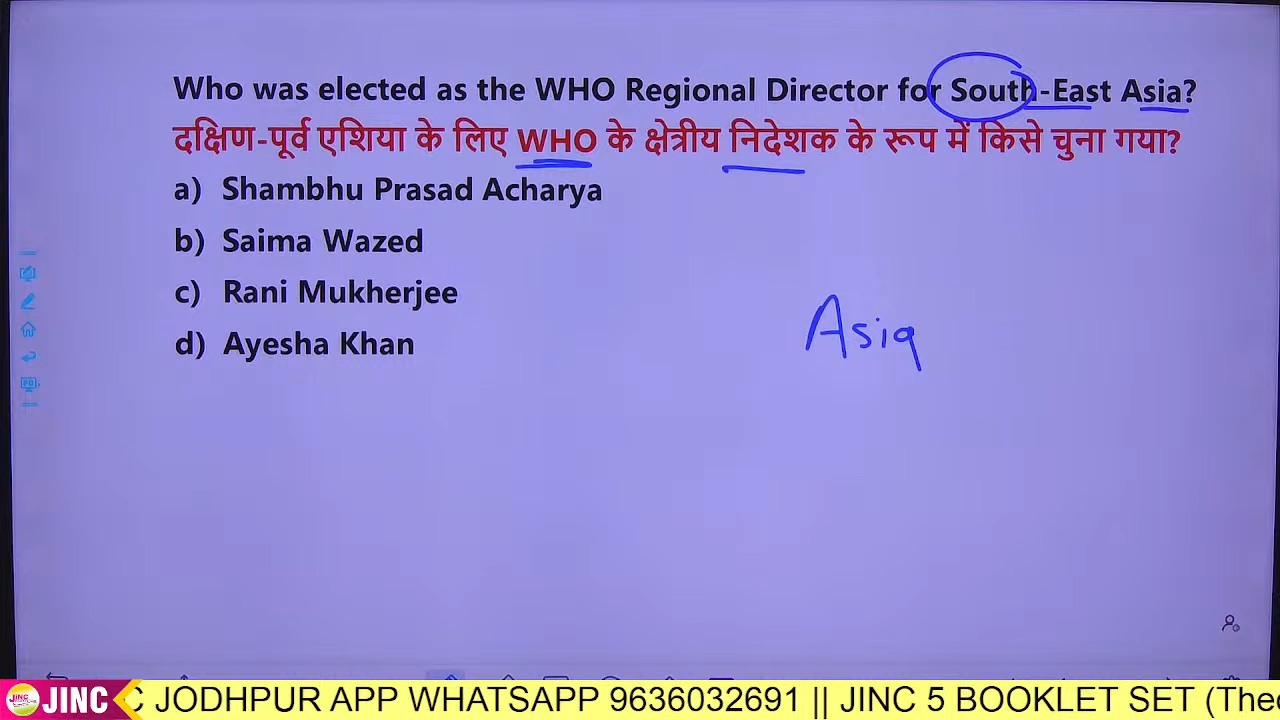 Who was elected as the WHO Regional Director for South-East Asia?
दक्षिण-पूर्व एशिया के लिए WHO के क्षेत्रीय निदेशक के रूप में किसे चुना गया?
a) Shambhu Prasad Acharya
b) Saima Wazed
c) Rani Mukherjee
d) Ayesha Khan
Asia
JINC C JODHPUR APP WHATSAPP 9636032691 || JINC 5 BOOKLET SET (Theo